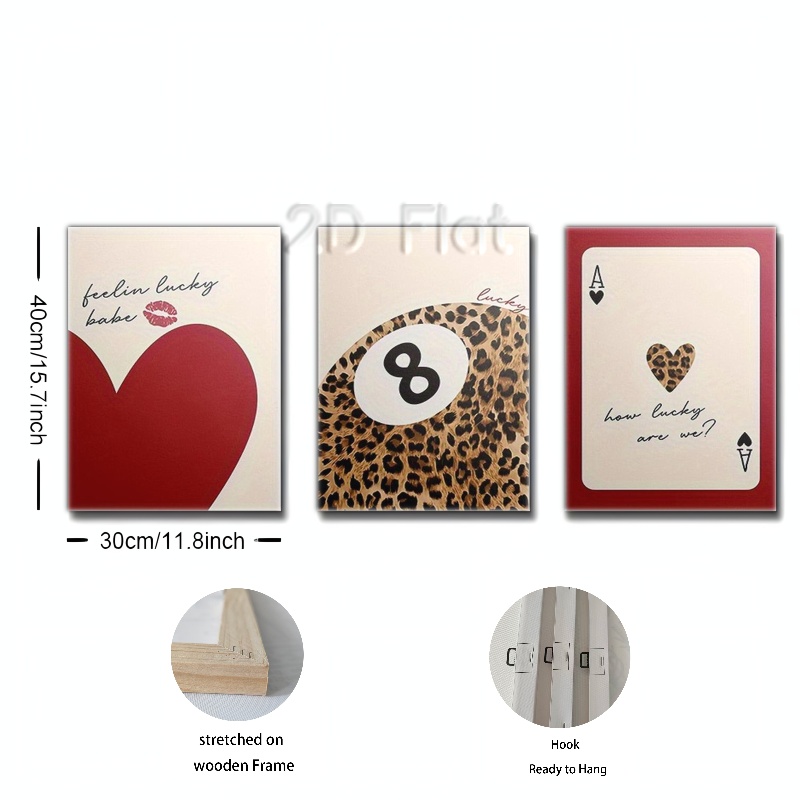 2D Flat
feelin lucky
babe
lucky
8
A
how lucky
are we?
A
40cm/15.7inch
30cm/11.8inch
stretched on
wooden Frame
Hook
Ready to Hang